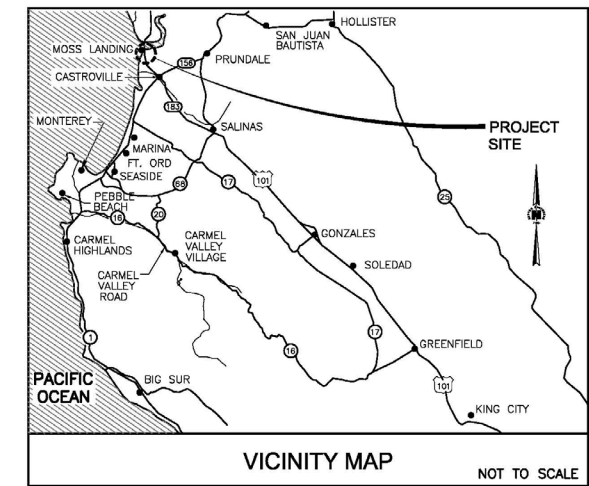 HOLLISTER
SAN JUAN
BAUTISTA
MOSS LANDING
PRUNDALE
156
CASTROVILLE
183
MONTEREY
SALINAS
PROJECT
SITE
MARINA
FT. ORD
SEASIDE
68
17
101
25
PEBBLE
BEACH
16
20
N
CARMEL
HIGHLANDS
CARMEL
VALLEY
VILLAGE
GONZALES
SOLEDAD
CARMEL
VALLEY
ROAD
1
16
17
GREENFIELD
PACIFIC
OCEAN
BIG SUR
101
KING CITY
VICINITY MAP
NOT TO SCALE